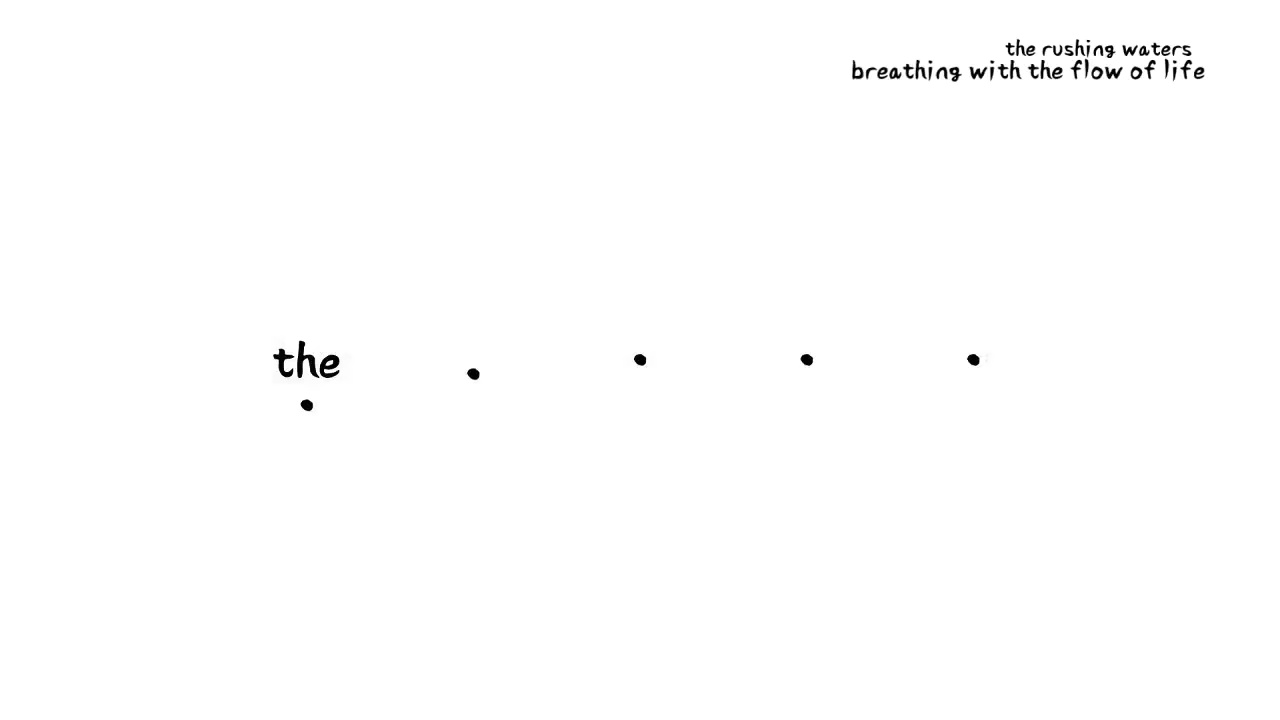 the rushing waters
breathing with the flow of life
the